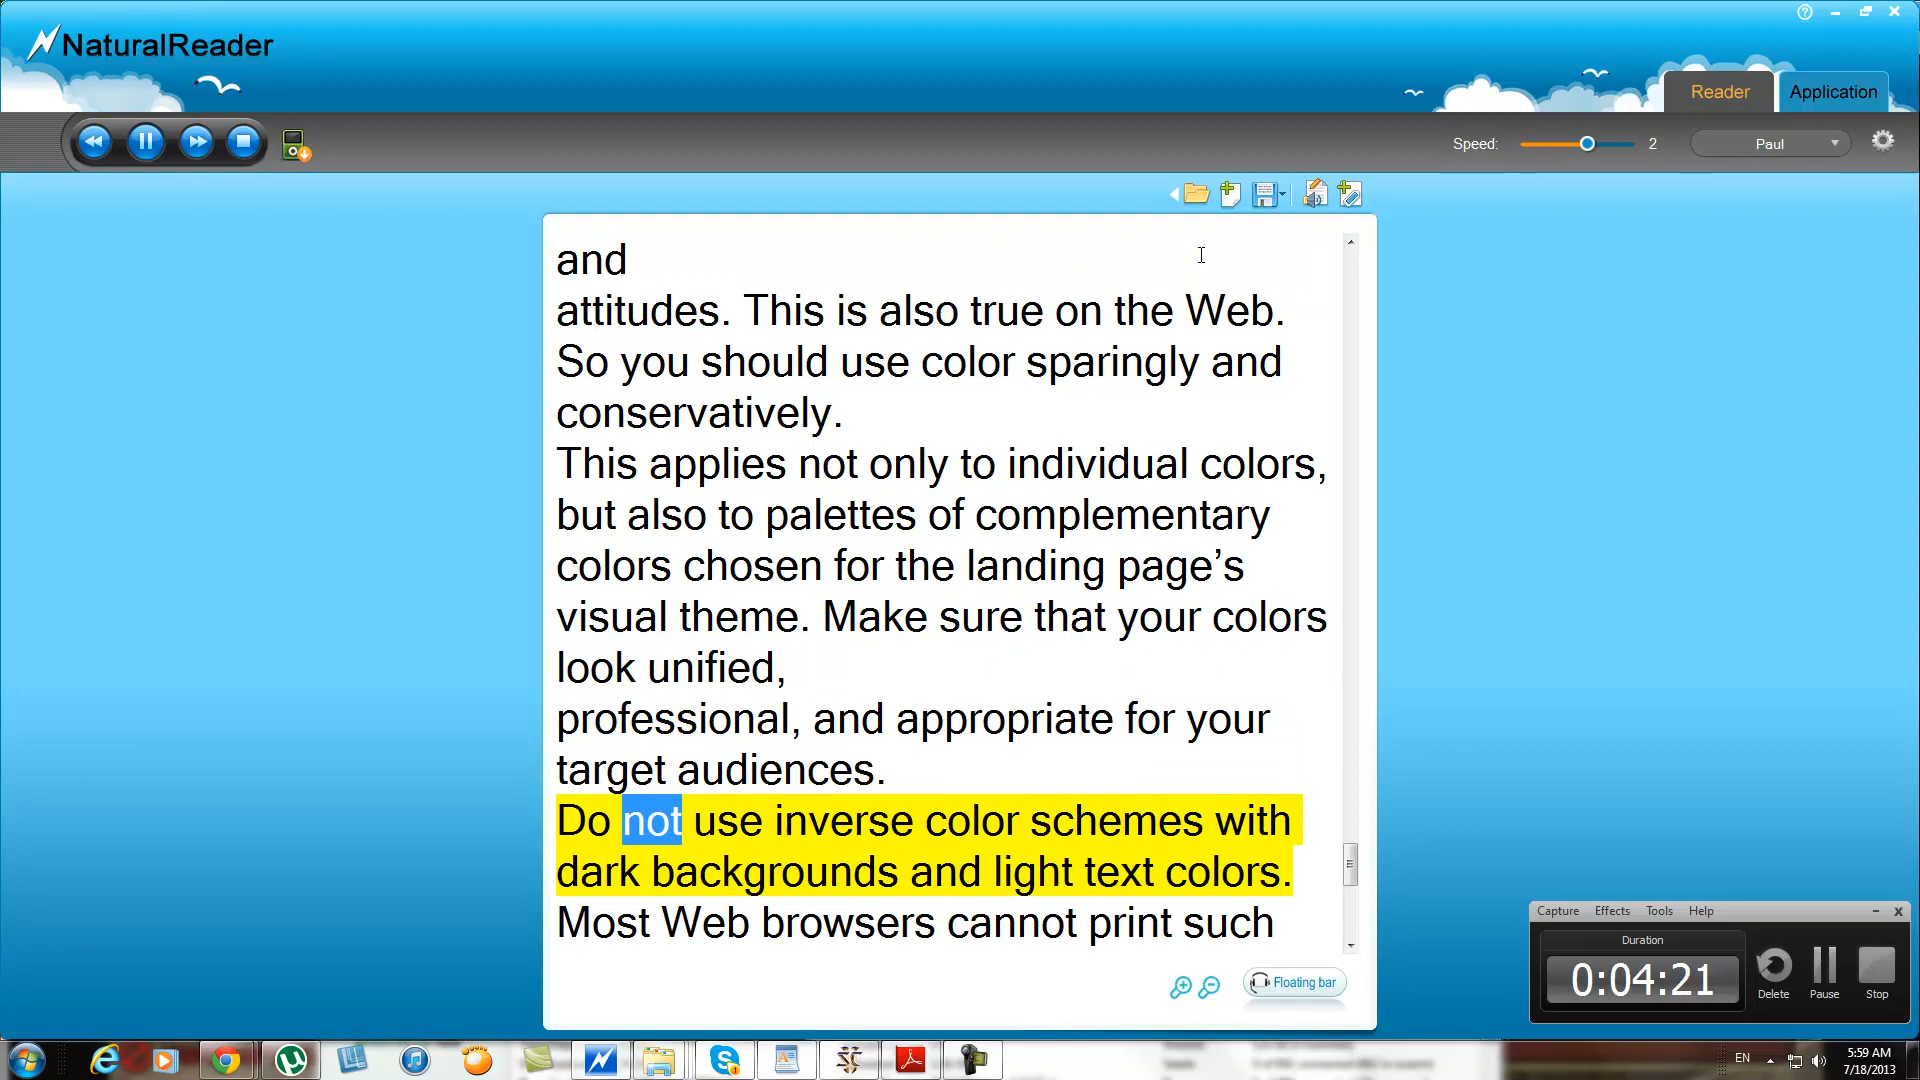 NaturalReader
Reader
Application
Speed:
2
Paul
and
attitudes. This is also true on the Web.
So you should use color sparingly and
conservatively.
This applies not only to individual colors,
but also to palettes of complementary
colors chosen for the landing page’s
visual theme. Make sure that your colors
look unified,
professional, and appropriate for your
target audiences.
Do not use inverse color schemes with
dark backgrounds and light text colors.
Most Web browsers cannot print such
Floating bar
Capture Effects Tools Help
Duration
0:04:21
Delete Pause Stop
EN
5:59 AM
7/18/2013